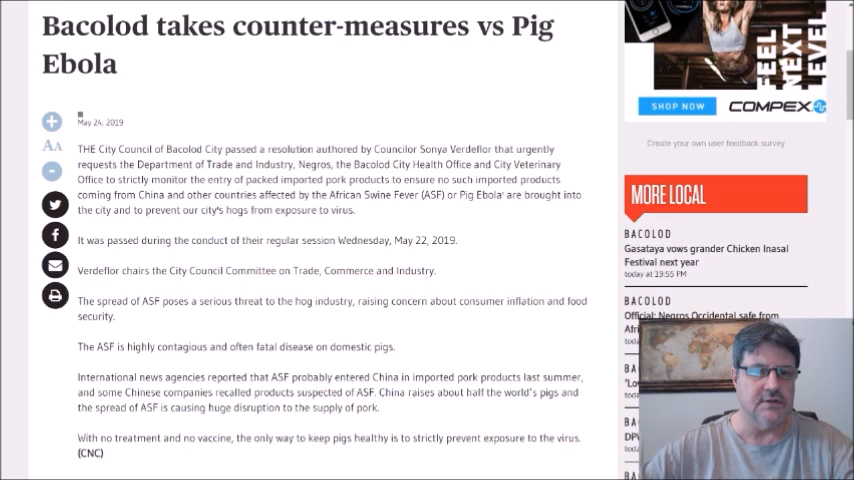 Bacolod takes counter-measures vs Pig
Ebola
May 24, 2019
AA
THE City Council of Bacolod City passed a resolution authored by Councilor Sonya Verdeflor that urgently
requests the Department of Trade and Industry, Negros, the Bacolod City Health Office and City Veterinary
Office to strictly monitor the entry of packed imported pork products to ensure no such imported products
coming from China and other countries affected by the African Swine Fever (ASF) or Pig Ebola' are brought into
the city and to prevent our city's hogs from exposure to virus.
It was passed during the conduct of their regular session Wednesday, May 22, 2019.
Verdeflor chairs the City Council Committee on Trade, Commerce and Industry.
The spread of ASF poses a serious threat to the hog industry, raising concern about consumer inflation and food
security.
The ASF is highly contagious and often fatal disease on domestic pigs.
International news agencies reported that ASF probably entered China in imported pork products last summer,
and some Chinese companies recalled products suspected of ASF. China raises about half the world's pigs and
the spread of ASF is causing huge disruption to the supply of pork.
With no treatment and no vaccine, the only way to keep pigs healthy is to strictly prevent exposure to the virus.
(CNC)
FEEL
NEXT
LEVEL
SHOP NOW
COMPEX
Create your own user feedback survey
MORE LOCAL
BACOLOD
Gasataya vows grander Chicken Inasal
Festival next year
today at 19:55 PM
BACOLOD
Official: Negros Occidental safe from